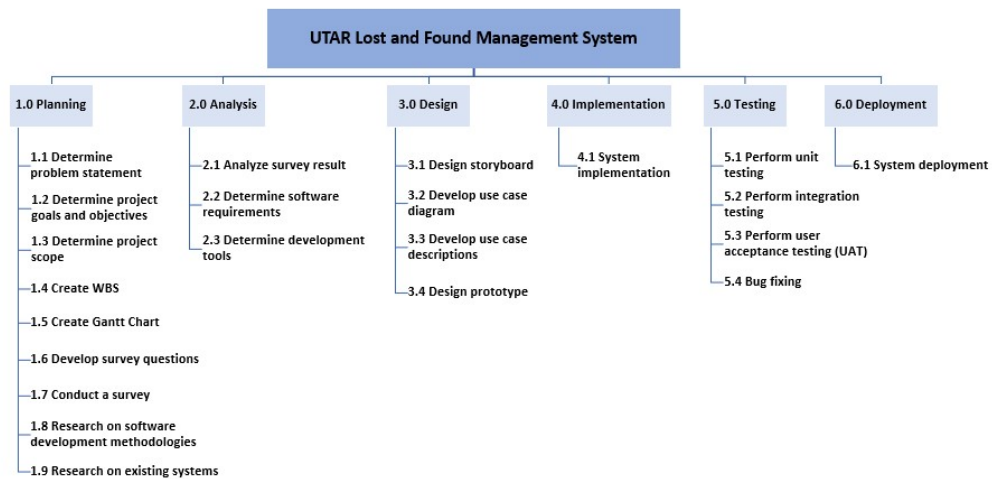 UTAR Lost and Found Management System
1.0 Planning
1.1 Determine
problem statement
1.2 Determine project
goals and objectives
1.3 Determine project
scope
1.4 Create WBS
1.5 Create Gantt Chart
1.6 Develop survey questions
1.7 Conduct a survey
1.8 Research on software
development methodologies
1.9 Research on existing systems
2.0 Analysis
2.1 Analyze survey result
2.2 Determine software
requirements
2.3 Determine development
tools
3.0 Design
3.1 Design storyboard
3.2 Develop use case
diagram
3.3 Develop use case
descriptions
3.4 Design prototype
4.0 Implementation
4.1 System
implementation
5.0 Testing
5.1 Perform unit
testing
5.2 Perform integration
testing
5.3 Perform user
acceptance testing (UAT)
5.4 Bug fixing
6.0 Deployment
6.1 System deployment